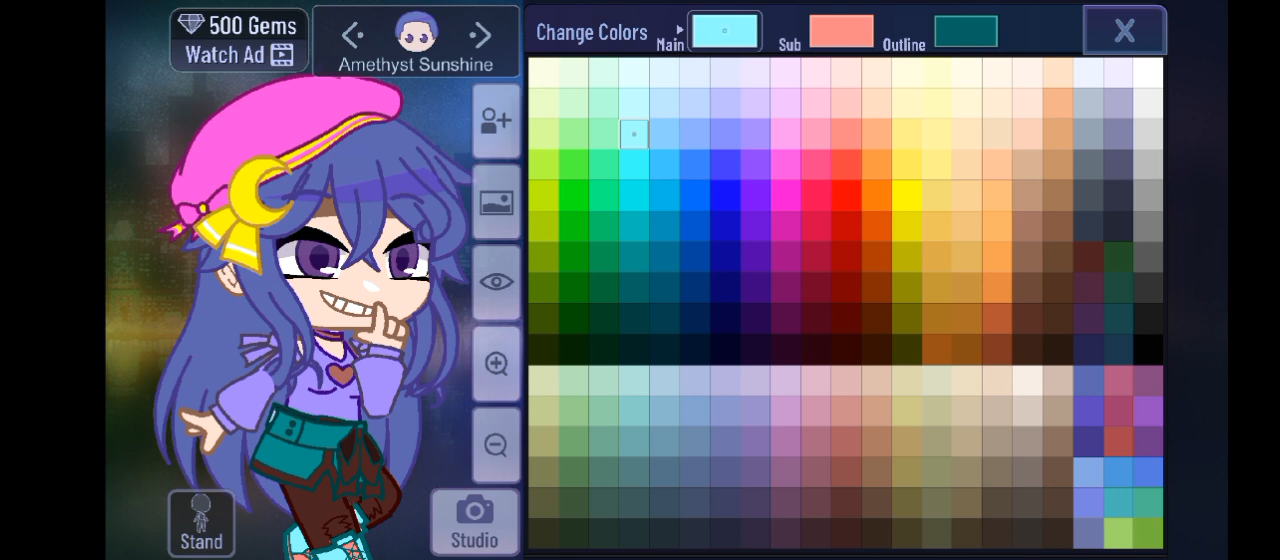 500 Gems
Watch Ad
Amethyst Sunshine
Change Colors
Main
Sub
Outline
X
Stand
Studio